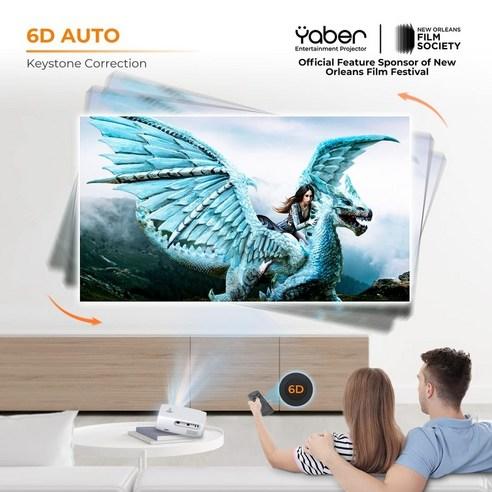 6D AUTO
Keystone Correction
Yaber
Entertainment Projector
NEW ORLEANS
FILM
SOCIETY
Official Feature Sponsor of New
Orleans Film Festival
6D